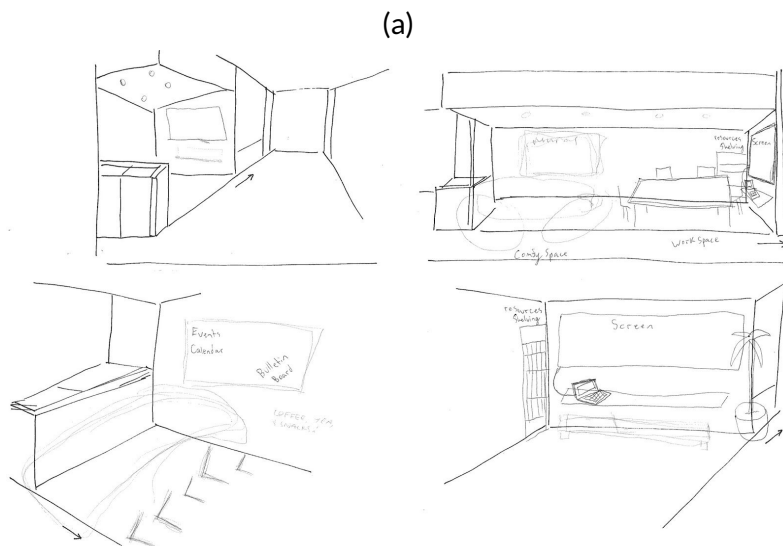 (a)
resources
shelving
Screen
Work Space
Comfy Space
Events
Calendar
Bulletin
Board
resources
shelving
Screen